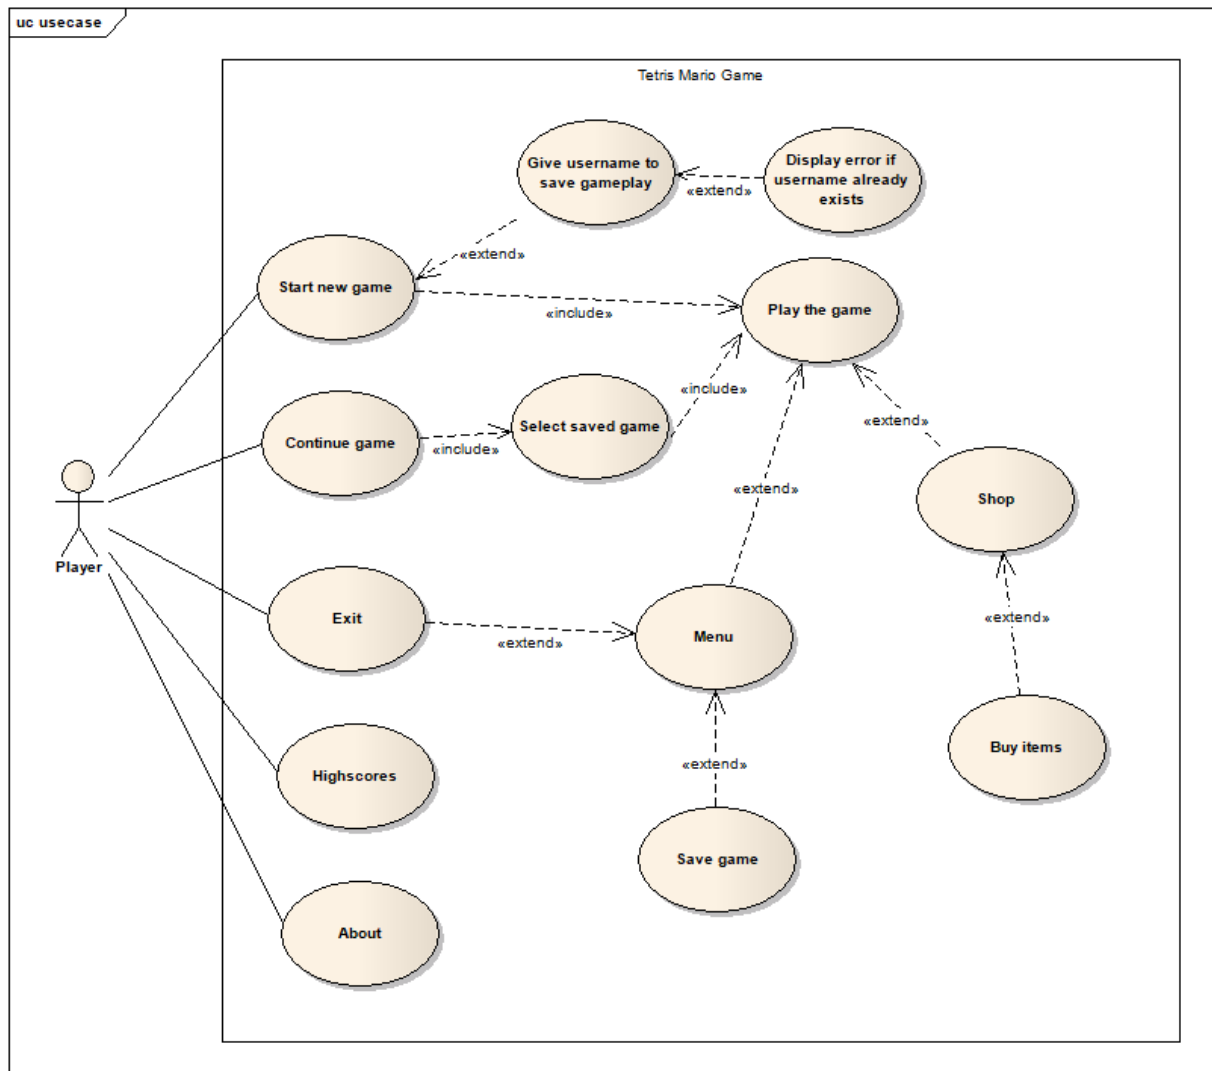 uc usecase
Tetris Mario Game
Give username to
save gameplay
Display error if
username already
exists
«extend»
«extend»
Start new game
Play the game
«include»
«include»
Continue game
Select saved game
«include»
«extend»
«extend»
Shop
Player
Exit
Menu
«extend»
«extend»
Highscores
Buy items
«extend»
Save game
About